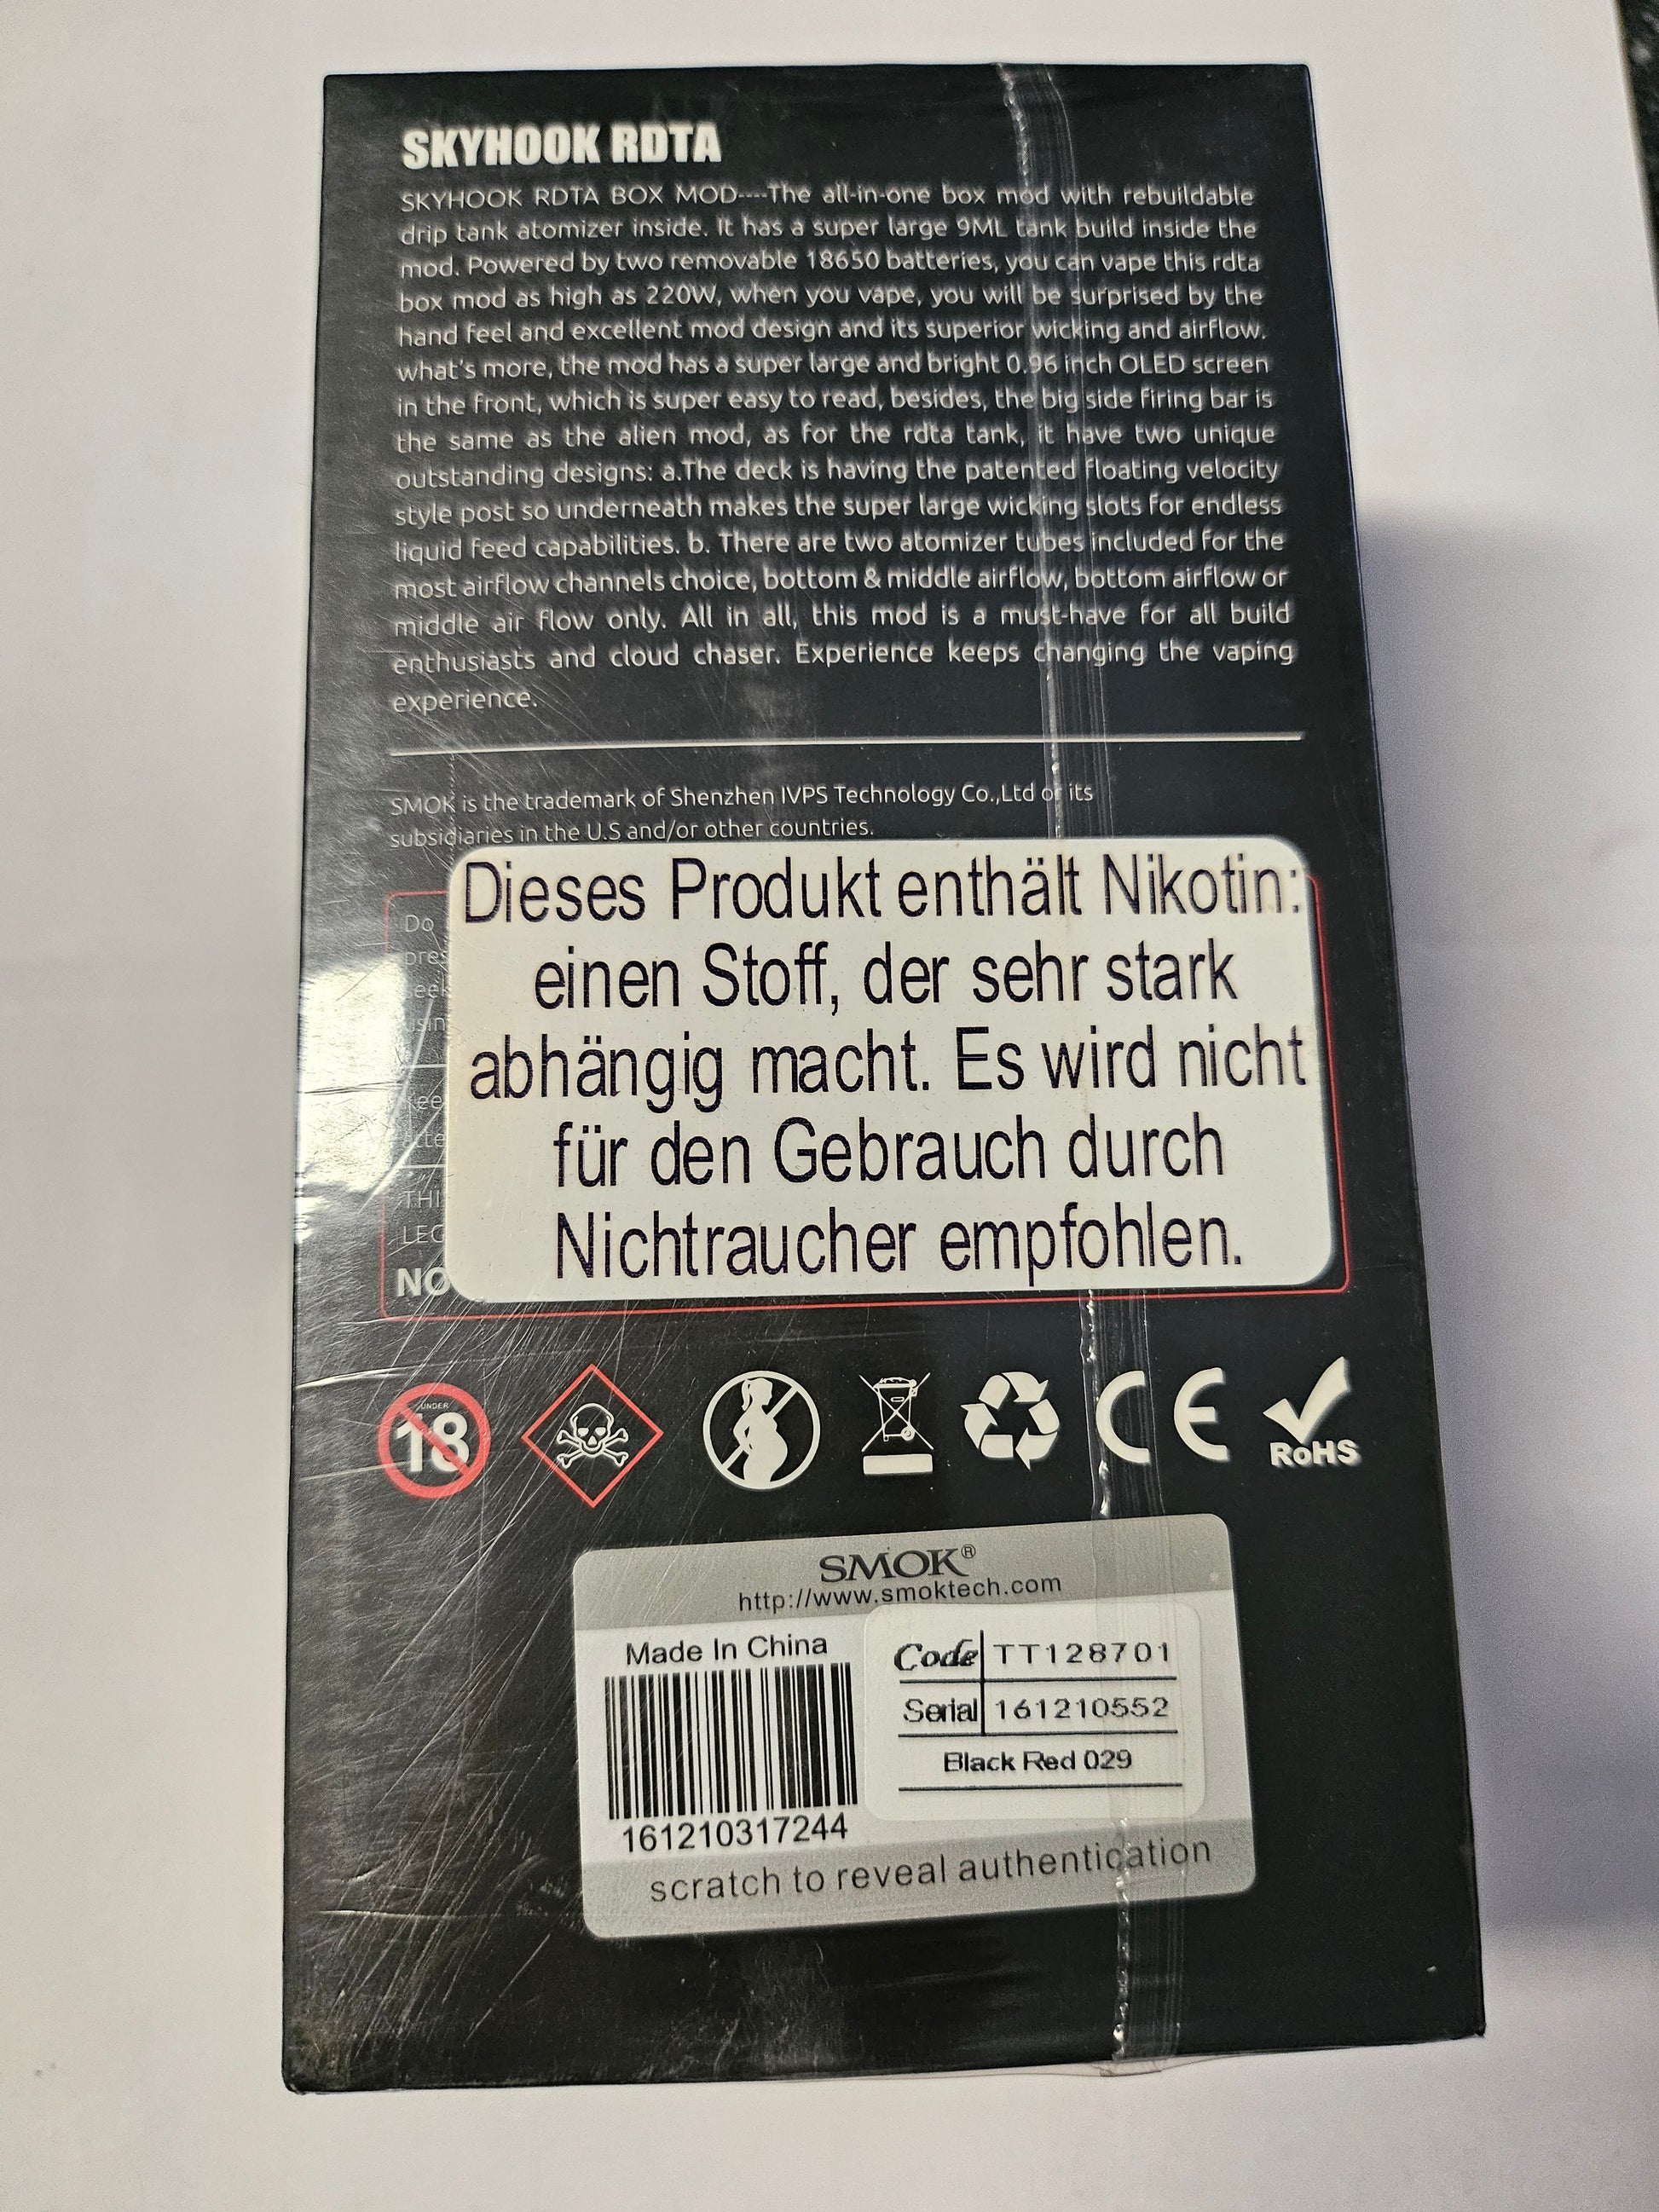 SKYHOOK RDTA
SKYHOOK RDTA BOX MOD----The all-in-one box mod with rebuildable
drip tank atomizer inside. It has a super large 9ML tank build inside the
mod. Powered by two removable 18650 batteries, you can vape this rdta
box mod as high as 220W, when you vape, you will be surprised by the
hand feel and excellent mod design and its superior wicking and airflow.
what's more, the mod has a super large and bright 0.96 inch OLED screen
in the front, which is super easy to read, besides, the big side firing bar is
the same as the alien mod, as for the rdta tank, it have two unique
outstanding designs: a.The deck is having the patented floating velocity
style post so underneath makes the super large wicking slots for endless
liquid feed capabilities. b. There are two atomizer tubes included for the
most airflow channels choice, bottom & middle airflow, bottom airflow or
middle air flow only. All in all, this mod is a must-have for all build
enthusiasts and cloud chaser. Experience keeps changing the vaping
experience.
SMOK is the trademark of Shenzhen IVPS Technology Co.,Ltd or its
subsidiaries in the U.S and/or other countries.
Do
Dieses Produkt enthält Nikotin:
einen Stoff, der sehr stark
abhängig macht. Es wird nicht
für den Gebrauch durch
Nichtraucher empfohlen.
NO
UNDER
18
CE
RoHS
SMOK®
http://www.smoktech.com
Made In China
161210317244
Code TT128701
Serial 161210552
Black Red 029
scratch to reveal authentication